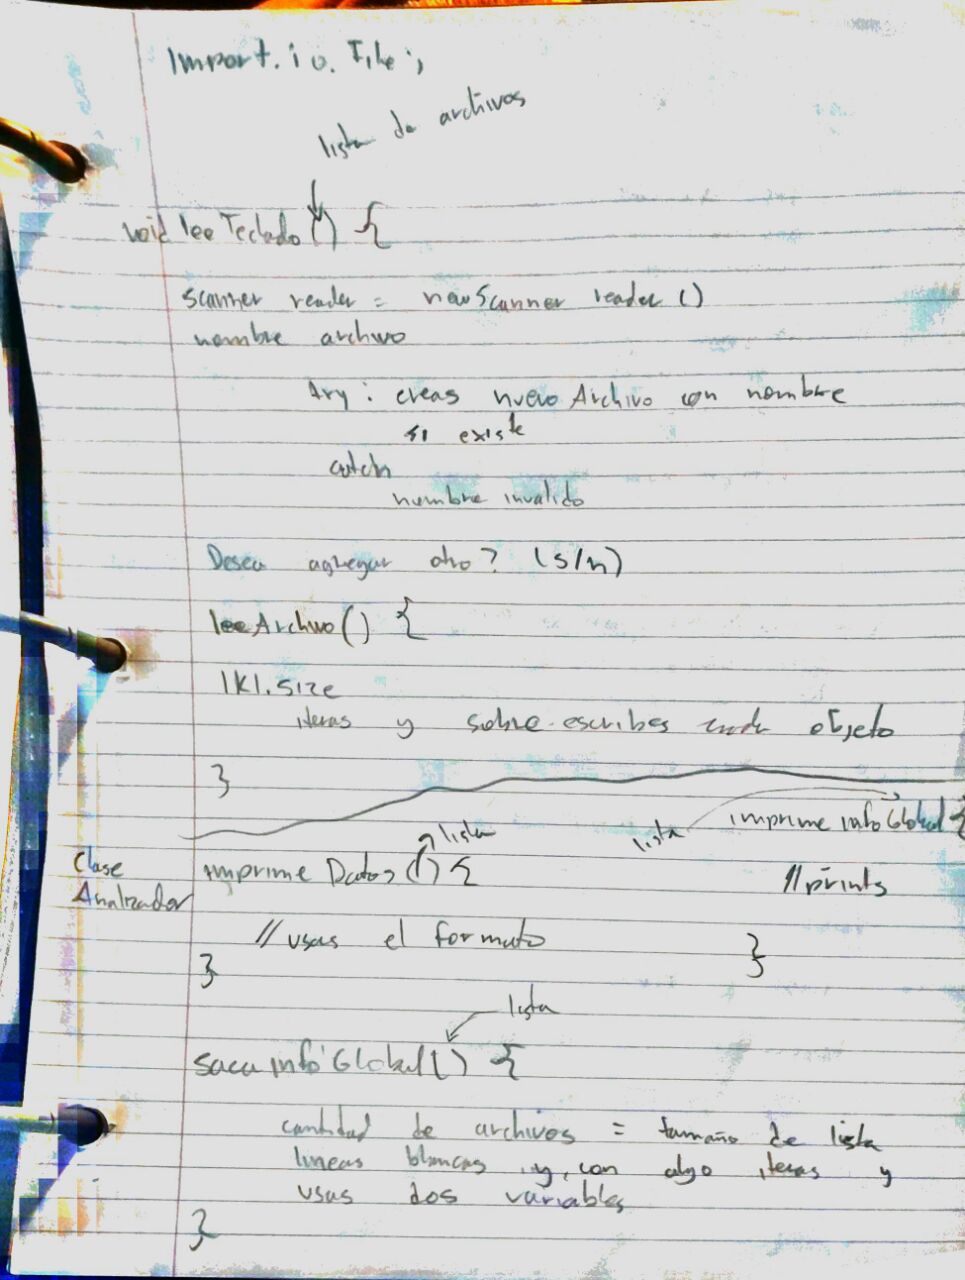 Import.io.File;
lista de archivos
void leeTeclado() {
scanner reader = new Scanner reader ()
nombre archivo
try : creas nuevo Archivo con nombre
si existe
catch
nombre invalido
Desea agregar otro? (s/n)
leeArchivo() {
.size
iteras y sobre-escribes cada objeto
}
lista
imprime infoGlobal {
//prints
}
Clase
Analizador
lista
imprime Datos () {
// usas el formato
}
lista
saca infoGlobal() {
cantidad de archivos = tamaño de lista
lineas blancas y, con algo iteras y
usas dos variables
}